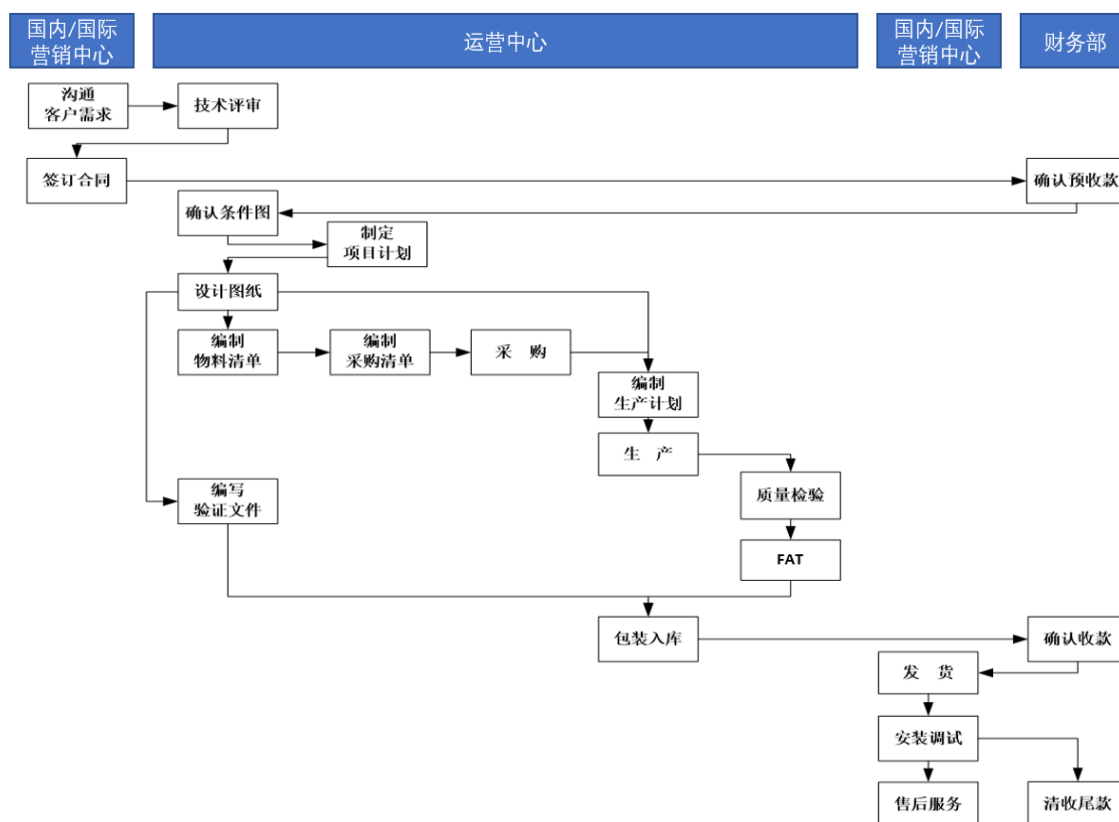 国内/国际
营销中心
运营中心
国内/国际
营销中心
财务部
沟通
客户需求
技术评审
签订合同
确认预收款
确认条件图
制定
项目计划
设计图纸
编制
物料清单
编制
采购清单
采 购
编制
生产计划
生 产
编写
验证文件
质量检验
FAT
包装入库
确认收款
发 货
安装调试
售后服务
清收尾款